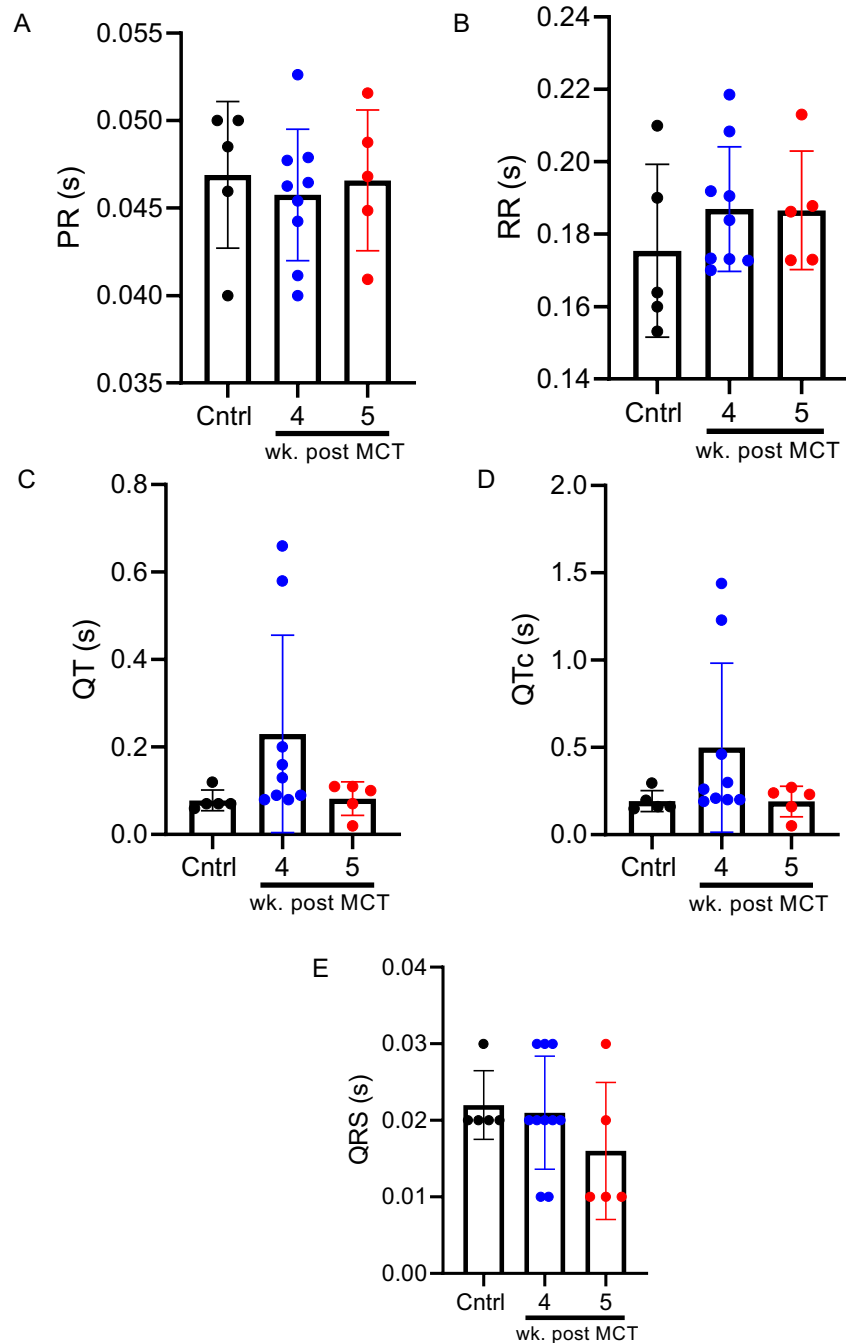 A
PR (s)
0.055
0.050
0.045
0.040
0.035
Cntrl 4 5
wk. post MCT
B
RR (s)
0.24
0.22
0.20
0.18
0.16
0.14
Cntrl 4 5
wk. post MCT
C
QT (s)
0.8
0.6
0.4
0.2
0.0
Cntrl 4 5
wk. post MCT
D
QTc (s)
2.0
1.5
1.0
0.5
0.0
Cntrl 4 5
wk. post MCT
E
QRS (s)
0.04
0.03
0.02
0.01
0.00
Cntrl 4 5
wk. post MCT